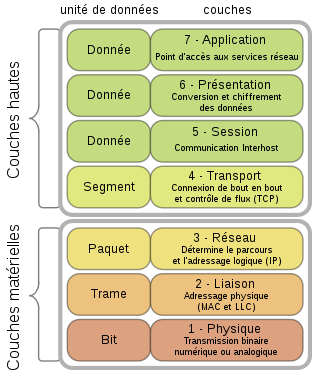 unité de données couches
Couches hautes
Donnée
7 - Application
Point d'accès aux services réseau
Donnée
6 - Présentation
Conversion et chiffrement
des données
Donnée
5 - Session
Communication Interhost
Segment
4 - Transport
Connexion de bout en bout
et contrôle de flux (TCP)
Couches matérielles
Paquet
3 - Réseau
Détermine le parcours
et l'adressage logique (IP)
Trame
2 - Liaison
Adressage physique
(MAC et LLC)
Bit
1 - Physique
Transmission binaire
numérique ou analogique